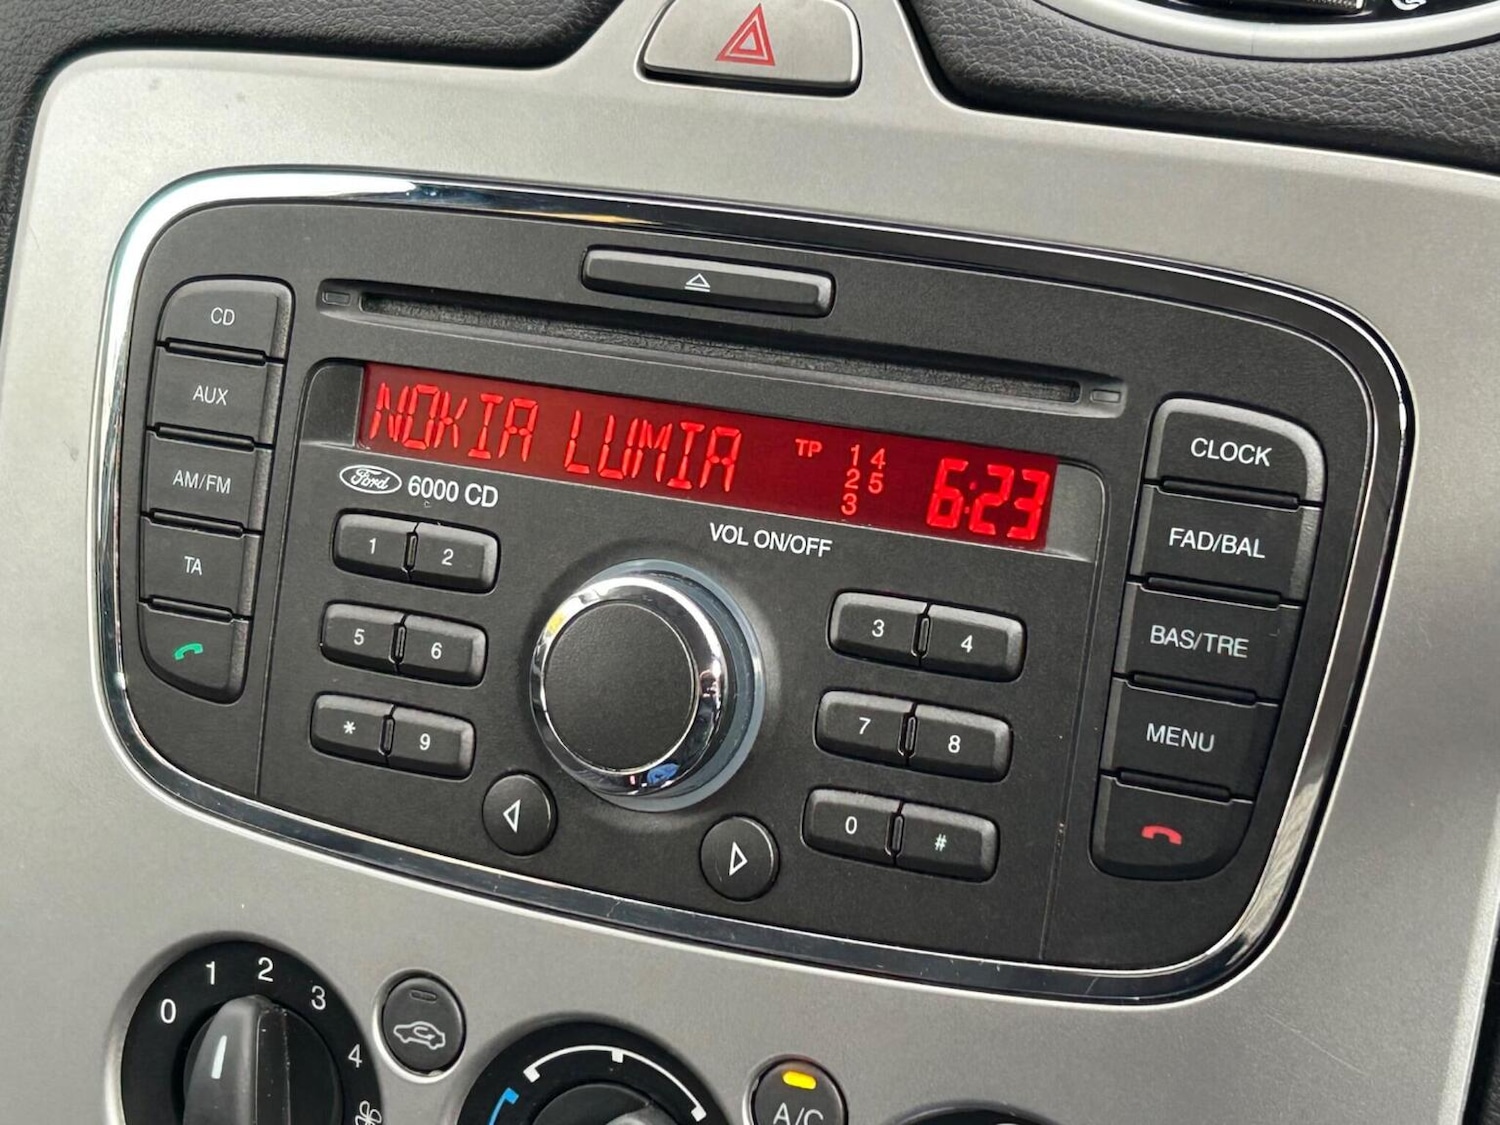 CD
AUX
AM/FM
TA
NOKIA LUMIA TP 1 4 6:23
2 5
3
Ford 6000 CD
VOL ON/OFF
1 2
5 6
* 9
3 4
7 8
0 #
CLOCK
FAD/BAL
BAS/TRE
MENU
0 1 2 3 4
A/C